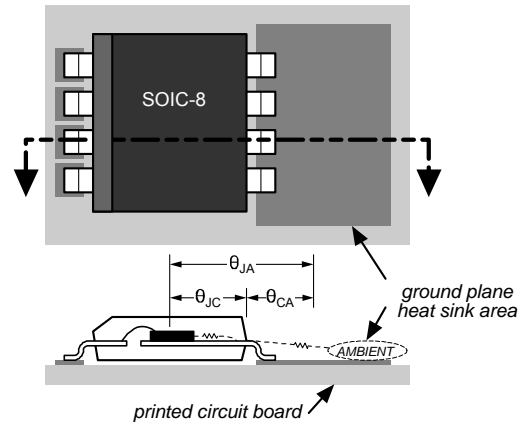 SOIC-8
θJA
θJC
θCA
ground plane
heat sink area
AMBIENT
printed circuit board